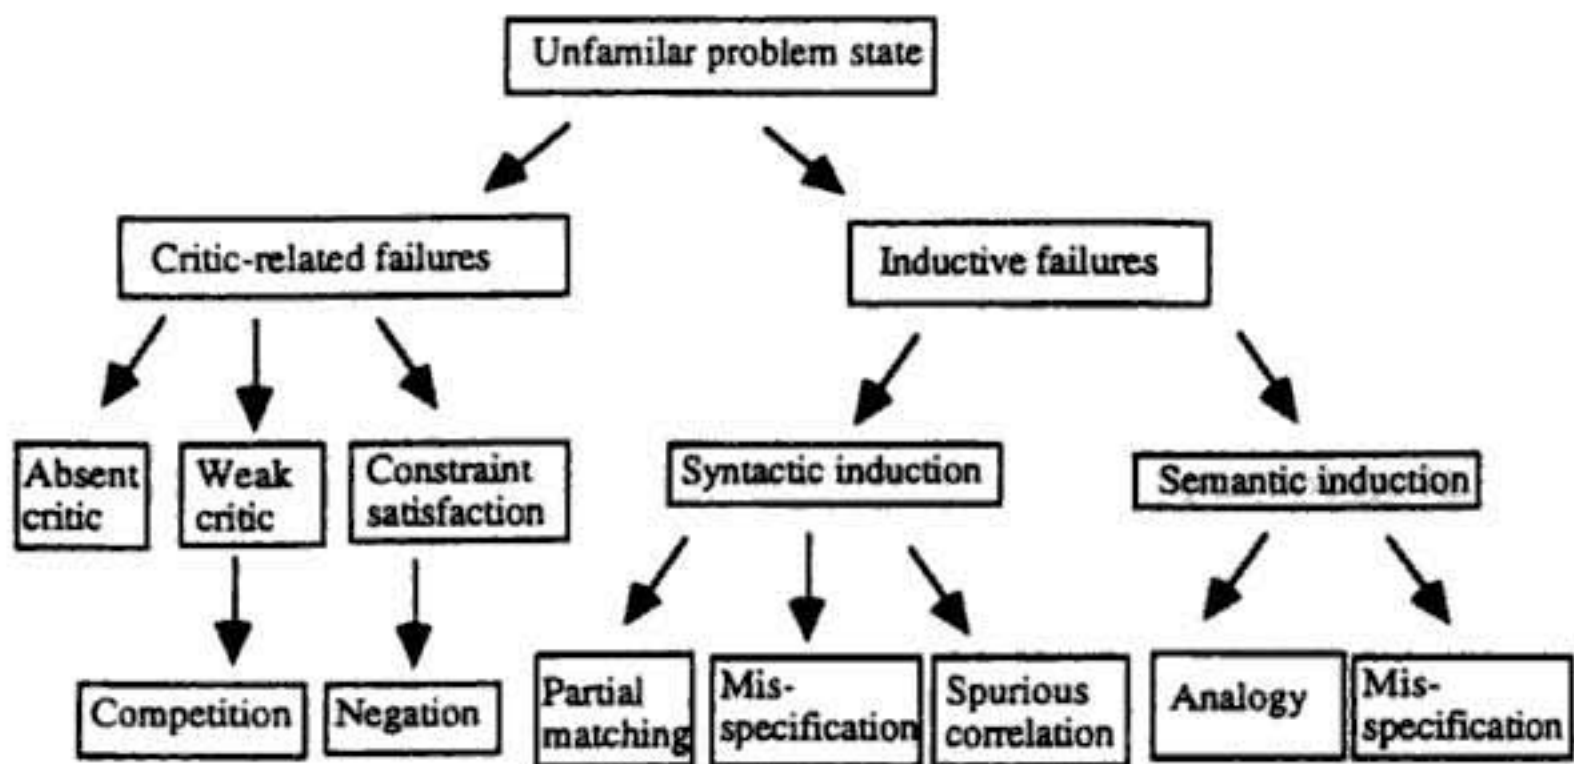 Unfamilar problem state
Critic-related failures
Inductive failures
Absent
critic
Weak
critic
Constraint
satisfaction
Syntactic induction
Semantic induction
Competition
Negation
Partial
matching
Mis-
specification
Spurious
correlation
Analogy
Mis-
specification